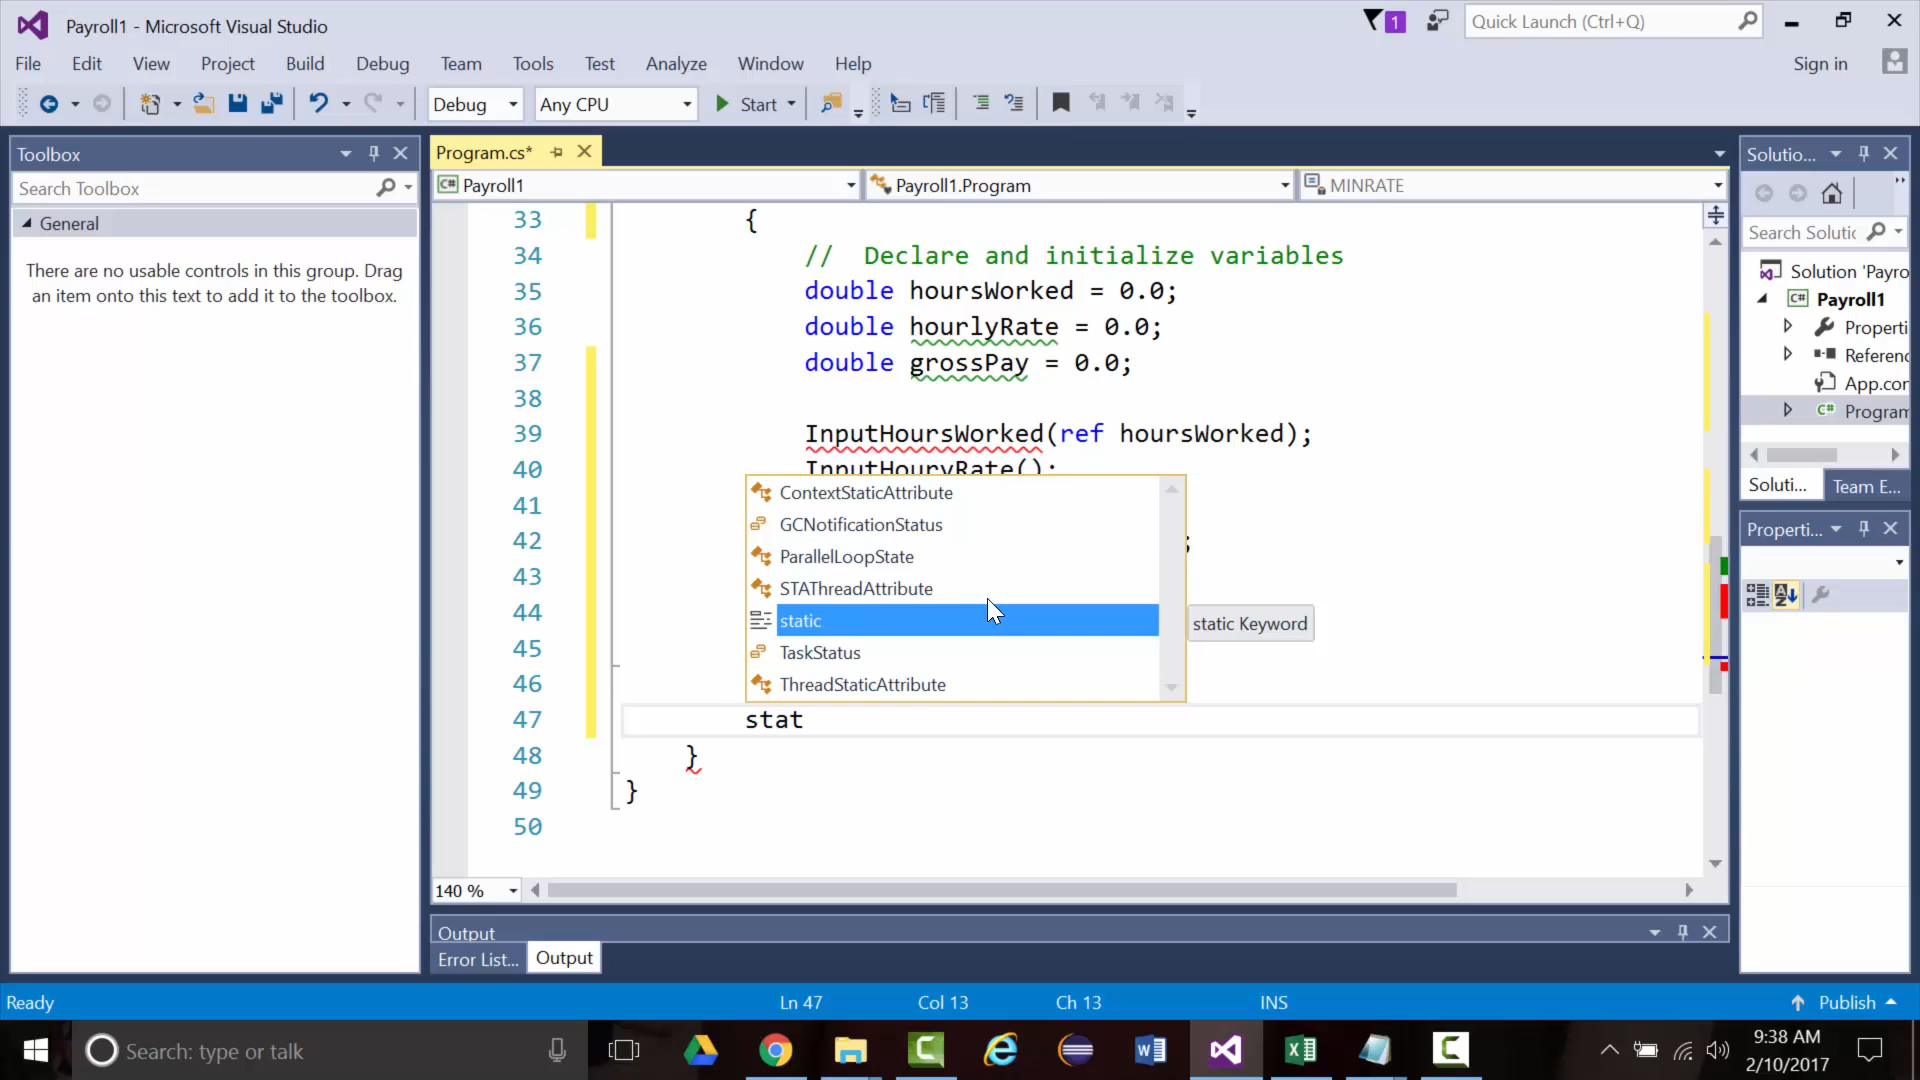 Payroll1 - Microsoft Visual Studio
1
Quick Launch (Ctrl+Q)
File Edit View Project Build Debug Team Tools Test Analyze Window Help
Sign in
Debug Any CPU Start
Toolbox
Search Toolbox
General
There are no usable controls in this group. Drag
an item onto this text to add it to the toolbox.
Program.cs*
C# Payroll1 Payroll1.Program MINRATE
33 {
34 //  Declare and initialize variables
35 double hoursWorked = 0.0;
36 double hourlyRate = 0.0;
37 double grossPay = 0.0;
38
39 InputHoursWorked(ref hoursWorked);
40 InputHouryRate();
41
42 ;
43
44
45
46
47 stat
48 }
49 }
50
ContextStaticAttribute
GCNotificationStatus
ParallelLoopState
STAThreadAttribute
static
TaskStatus
ThreadStaticAttribute
static Keyword
140 %
Output
Error List... Output
Solutio...
Search Solutic
Solution 'Payro
C# Payroll1
Properti
Referenc
App.con
C# Program
Soluti... Team E...
Properti...
Ready Ln 47 Col 13 Ch 13 INS Publish
Search: type or talk
9:38 AM
2/10/2017